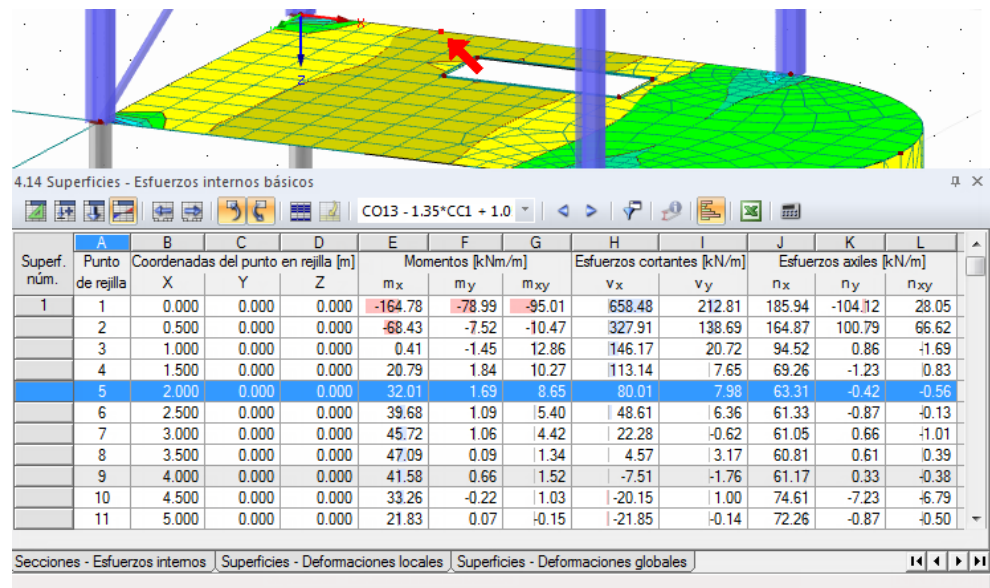 X
Z
4.14 Superficies - Esfuerzos internos básicos
CO13 - 1.35*CC1 + 1.0
A B C D E F G H I J K L
Superf. núm. Punto de rejilla Coordenadas del punto en rejilla [m] Momentos [kNm/m] Esfuerzos cortantes [kN/m] Esfuerzos axiles [kN/m]
X Y Z mx my mxy vx vy nx ny nxy
1 1 0.000 0.000 0.000 -164.78 -78.99 -95.01 658.48 212.81 185.94 -104.12 28.05
2 0.500 0.000 0.000 -68.43 -7.52 -10.47 327.91 138.69 164.87 100.79 66.62
3 1.000 0.000 0.000 0.41 -1.45 12.86 146.17 20.72 94.52 0.86 -1.69
4 1.500 0.000 0.000 20.79 1.84 10.27 113.14 7.65 69.26 -1.23 0.83
5 2.000 0.000 0.000 32.01 1.69 8.65 80.01 7.98 63.31 -0.42 -0.56
6 2.500 0.000 0.000 39.68 1.09 5.40 48.61 6.36 61.33 -0.87 -0.13
7 3.000 0.000 0.000 45.72 1.06 4.42 22.28 -0.62 61.05 0.66 -1.01
8 3.500 0.000 0.000 47.09 0.09 1.34 4.57 3.17 60.81 0.61 0.39
9 4.000 0.000 0.000 41.58 0.66 1.52 -7.51 -1.76 61.17 0.33 -0.38
10 4.500 0.000 0.000 33.26 -0.22 1.03 -20.15 1.00 74.61 -7.23 -6.79
11 5.000 0.000 0.000 21.83 0.07 -0.15 -21.85 -0.14 72.26 -0.87 -0.50
Secciones - Esfuerzos internos Superficies - Deformaciones locales Superficies - Deformaciones globales